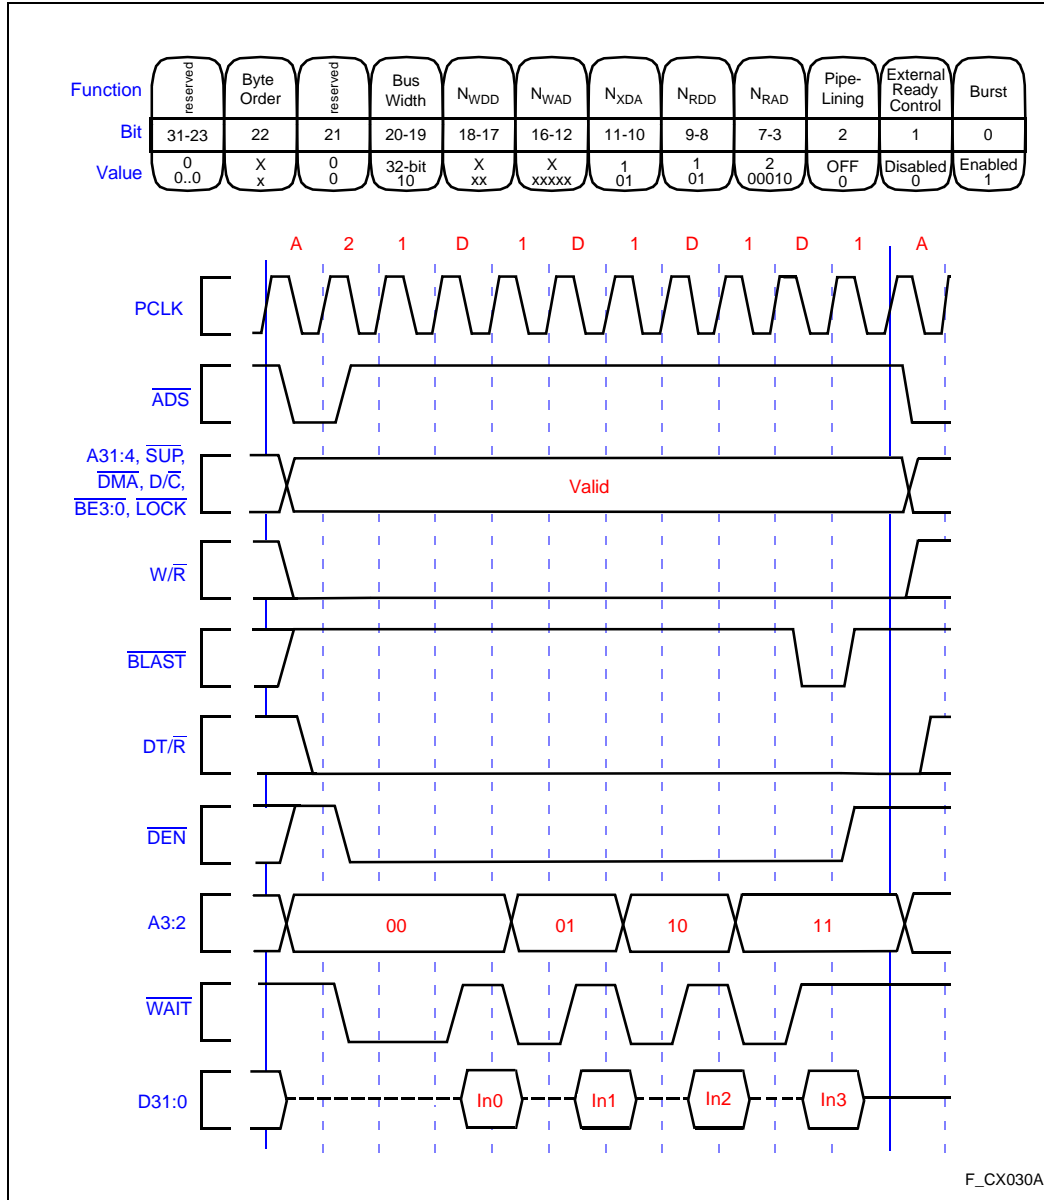 Function reserved Byte Order reserved Bus Width NWDD NWAD NXDA NRDD NRAD Pipe-Lining External Ready Control Burst
Bit 31-23 22 21 20-19 18-17 16-12 11-10 9-8 7-3 2 1 0
Value 0 X 0 32-bit X X 1 1 2 OFF Disabled Enabled
0..0 x 0 10 xx xxxxx 01 01 00010 0 0 1
A 2 1 D 1 D 1 D 1 D 1 A
PCLK
ADS
A31:4, SUP,
DMA, D/C,
BE3:0, LOCK
Valid
W/R
BLAST
DT/R
DEN
A3:2 00 01 10 11
WAIT
D31:0 In0 In1 In2 In3
F_CX030A